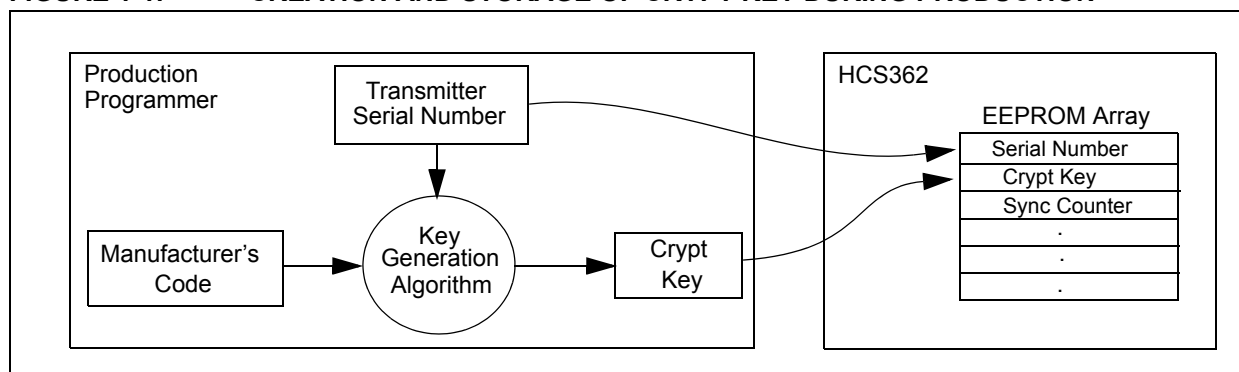 Production
Programmer
Transmitter
Serial Number
Manufacturer's
Code
Key
Generation
Algorithm
Crypt
Key
HCS362
EEPROM Array
Serial Number
Crypt Key
Sync Counter
.
.
.